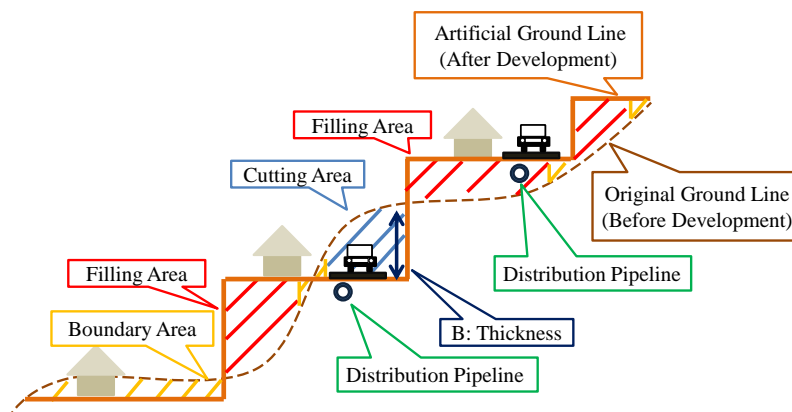 Artificial Ground Line
(After Development)
Filling Area
Cutting Area
Original Ground Line
(Before Development)
Filling Area
Distribution Pipeline
Boundary Area
B: Thickness
Distribution Pipeline